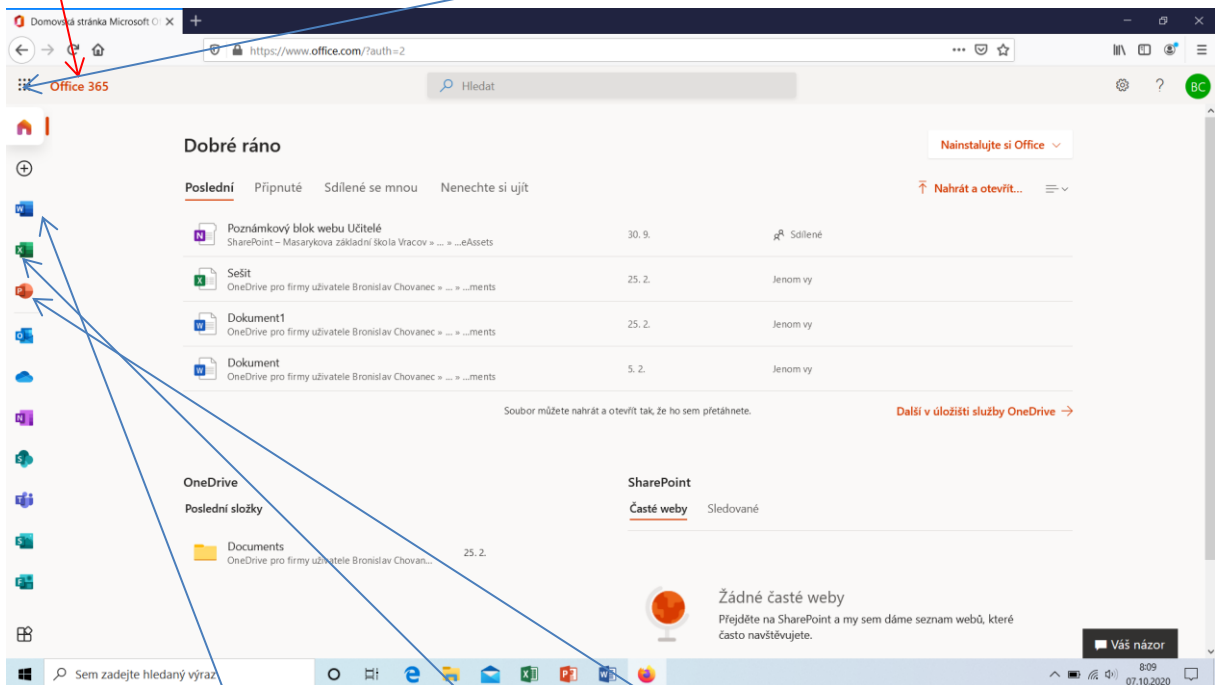 Domovská stránka Microsoft O
https://www.office.com/?auth=2
Office 365
Hledat
BC
Dobré ráno
Nainstalujte si Office
Poslední Připnuté Sdílené se mnou Nenechte si ujít
Nahrát a otevřít...
Poznámkový blok webu Učitelé
SharePoint – Masarykova základní škola Vracov » ... » ...eAssets
30. 9.
Sdílené
Sešit
OneDrive pro firmy uživatele Bronislav Chovanec » ... » ...ments
25. 2.
Jenom vy
Dokument1
OneDrive pro firmy uživatele Bronislav Chovanec » ... » ...ments
25. 2.
Jenom vy
Dokument
OneDrive pro firmy uživatele Bronislav Chovanec » ... » ...ments
5. 2.
Jenom vy
Soubor můžete nahrát a otevřít tak, že ho sem přetáhnete.
Další v úložišti služby OneDrive →
OneDrive
Poslední složky
Documents
OneDrive pro firmy uživatele Bronislav Chovan...
25. 2.
SharePoint
Časté weby Sledované
Žádné časté weby
Přejděte na SharePoint a my sem dáme seznam webů, které
často navštěvujete.
Váš názor
Sem zadejte hledaný výraz
8:09
07.10.2020